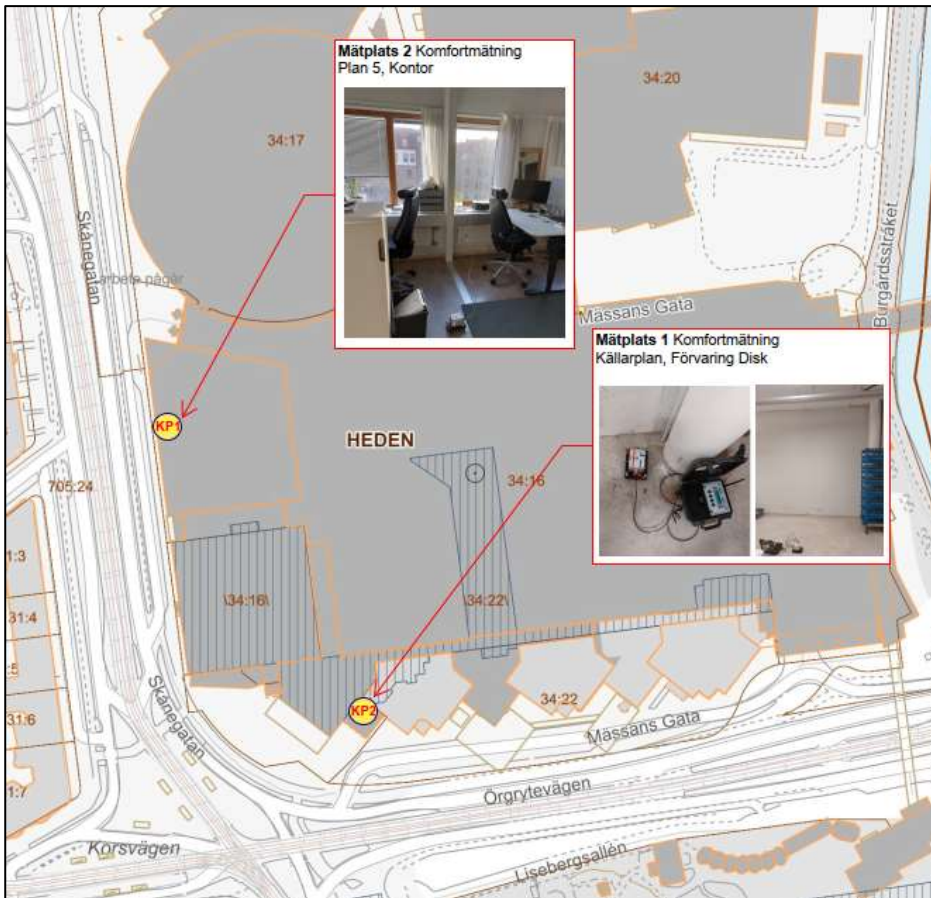 Mätplats 2 Komfortmätning
Plan 5, Kontor
34:20
34:17
Skånegatan
arbete pågår
Burgårdsstråket
Mässans Gata
Mätplats 1 Komfortmätning
Källarplan, Förvaring Disk
KP1
HEDEN
34:16
705:24
1:3
\34:16\
\34:22\
31:4
:5
34:22
KP2
31:6
Skånegatan
Mässans Gata
1:7
Örgrytevägen
Korsvägen
Lisebergsallén